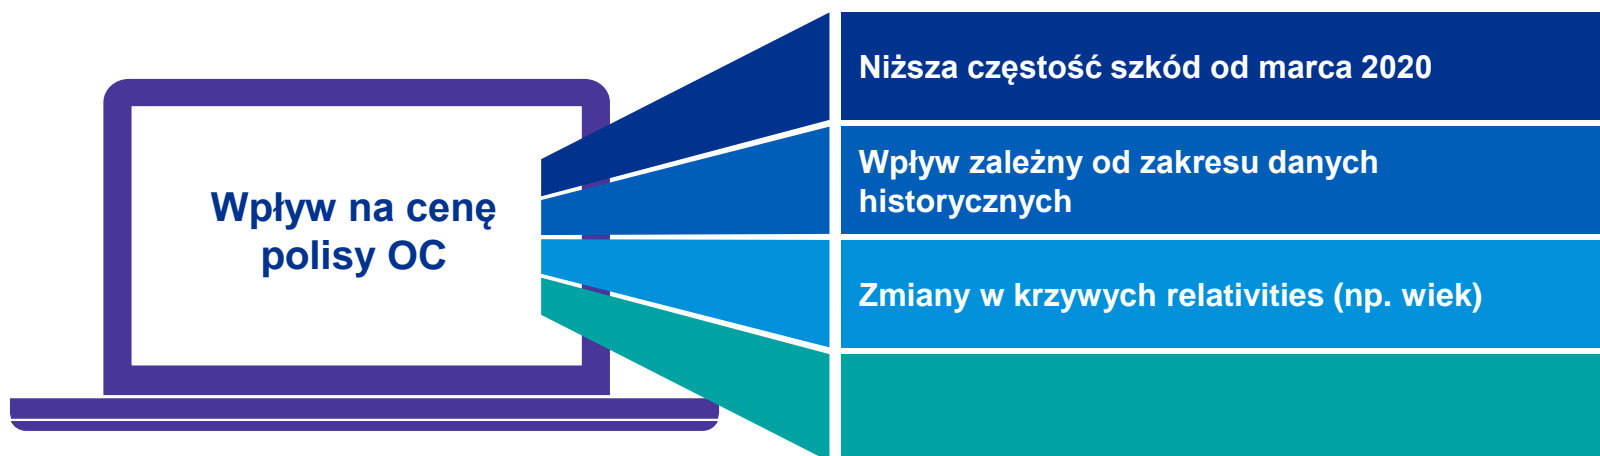 Wpływ na cenę
polisy OC
Niższa częstość szkód od marca 2020
Wpływ zależny od zakresu danych
historycznych
Zmiany w krzywych relativities (np. wiek)